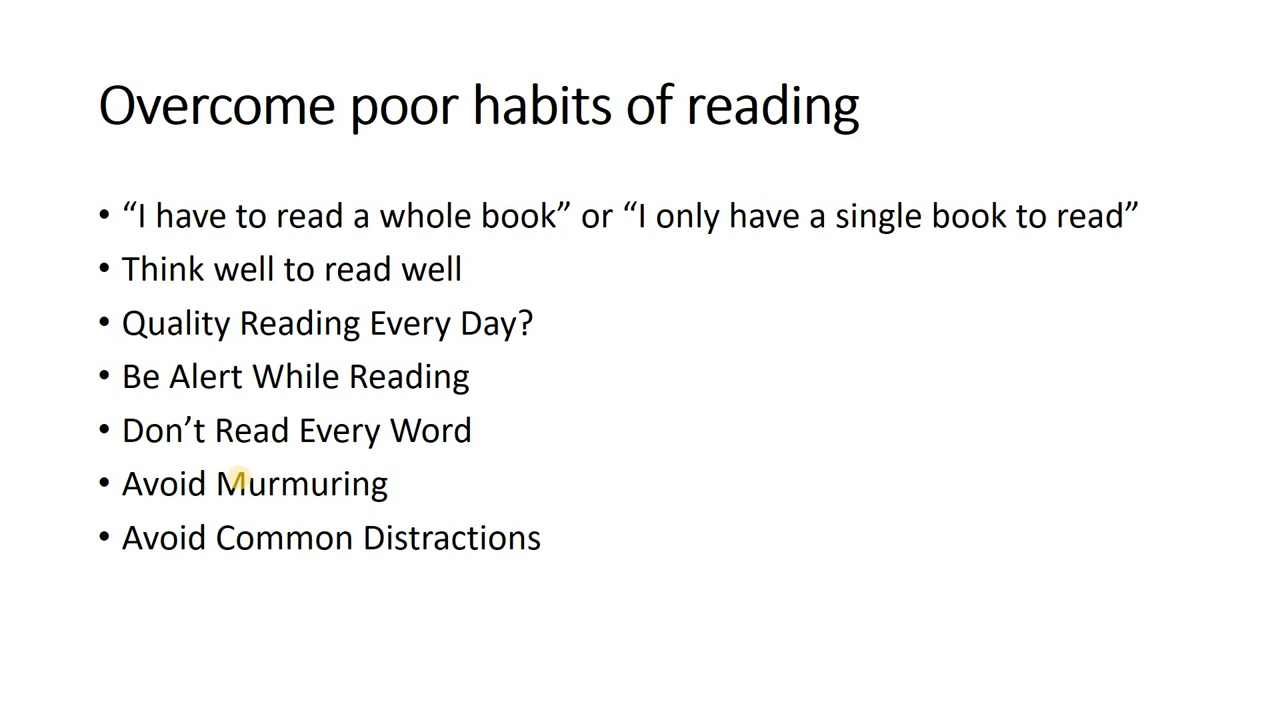 Overcome poor habits of reading
• “I have to read a whole book” or “I only have a single book to read”
• Think well to read well
• Quality Reading Every Day?
• Be Alert While Reading
• Don’t Read Every Word
• Avoid Murmuring
• Avoid Common Distractions